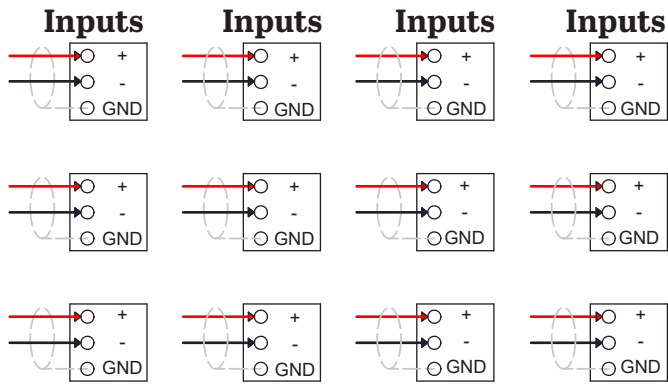 Inputs Inputs Inputs Inputs
+ + + +
- - - -
GND GND GND GND
+ + + +
- - - -
GND GND GND GND
+ + + +
- - - -
GND GND GND GND